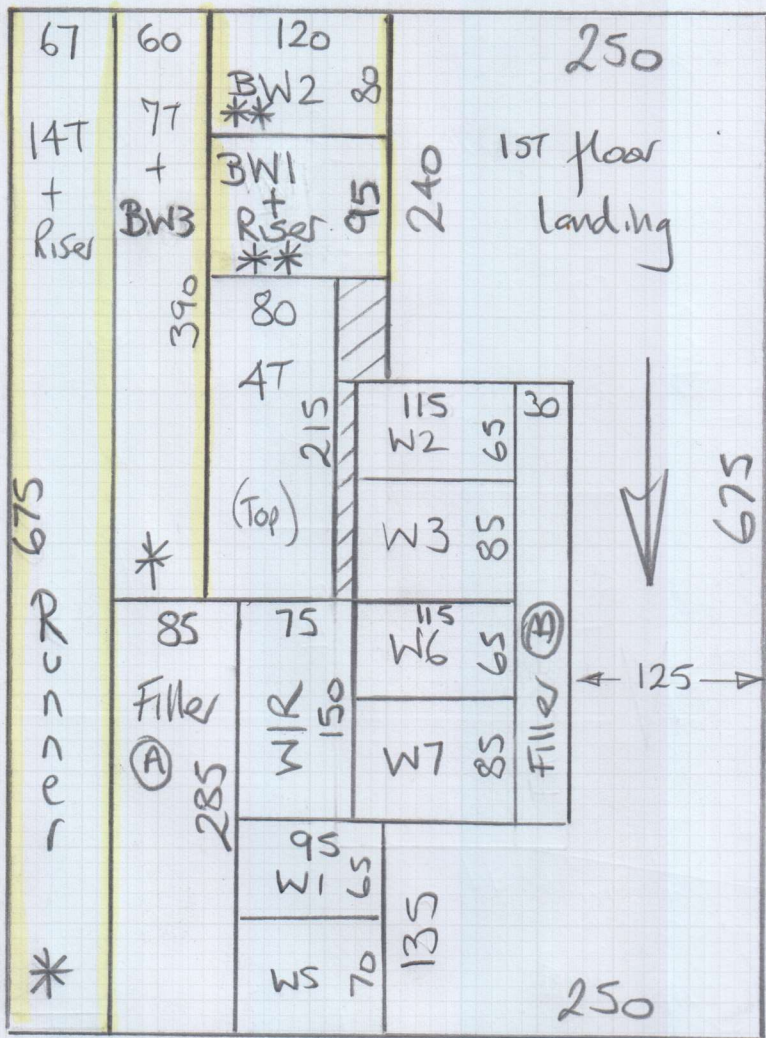 67
14T
+
Riser
675
Runner
*
60
7T
+
BW3
390
*
120
BW2 80
**
BW1
+
Riser
**
95
80
4T
215
(Top)
240
250
1ST floor
landing
115
W2 65
W3 85
30
115
W6 65
W7 85
Filler B
125
675
85
Filler
A
285
75
W/R
150
95
W1 65
W5 70
135
250